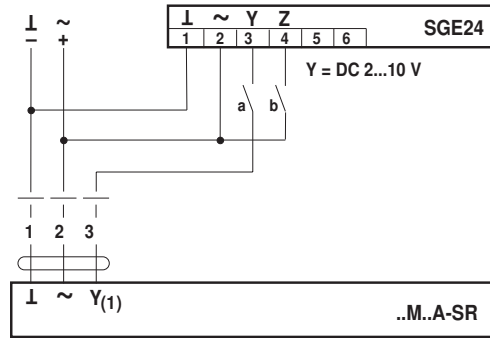 ⊥ ~
– +
⊥ ~ Y Z
1 2 3 4 5 6
SGE24
Y = DC 2...10 V
a b
1 2 3
⊥ ~ Y(1)
..M..A-SR